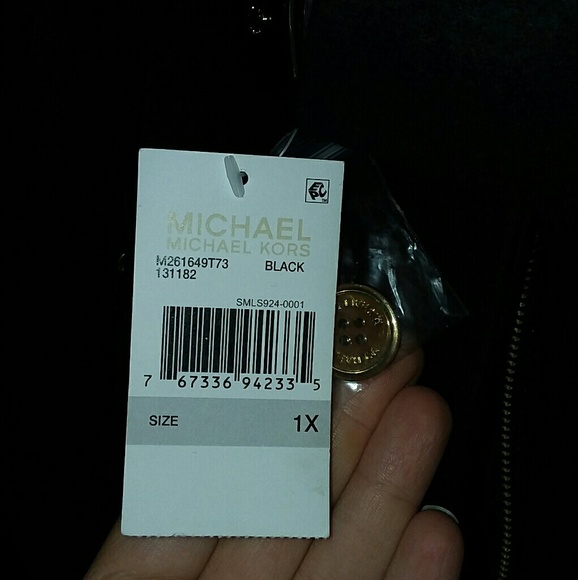 MICHAEL
MICHAEL KORS
M261649T73 BLACK
131182
SMLS924-0001
7 67336 94233 5
SIZE 1X